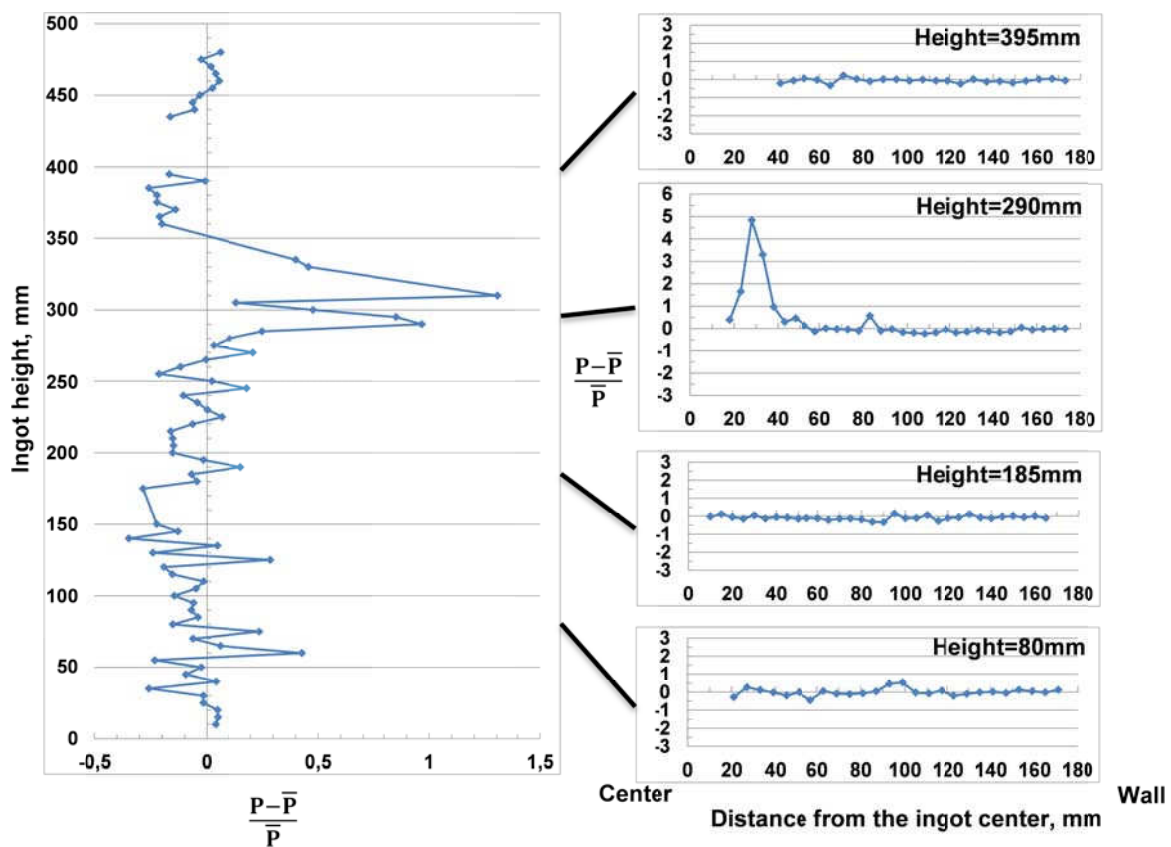 500
450
400
350
300
250
200
150
100
50
0
Ingot height, mm
-0,5 0 0,5 1 1,5
P−P̅
P̅
Height=395mm
3
2
1
0
-1
-2
-3
0 20 40 60 80 100 120 140 160 180
Height=290mm
6
5
4
3
2
1
0
-1
-2
-3
0 20 40 60 80 100 120 140 160 180
P−P̅
P̅
Height=185mm
3
2
1
0
-1
-2
-3
0 20 40 60 80 100 120 140 160 180
Height=80mm
3
2
1
0
-1
-2
-3
0 20 40 60 80 100 120 140 160 180
Center Wall
Distance from the ingot center, mm